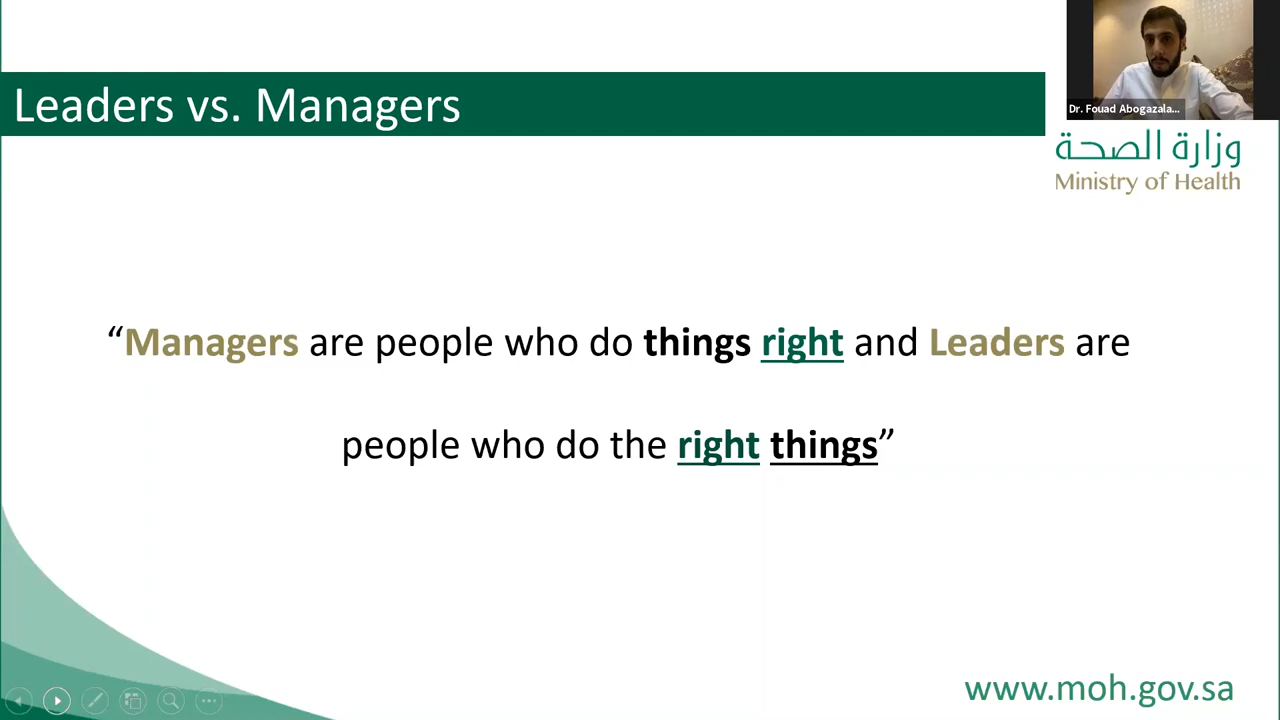 Leaders vs. Managers
Dr. Fouad Abogazala...
وزارة الصحة
Ministry of Health
“Managers are people who do things right and Leaders are
people who do the right things”
www.moh.gov.sa